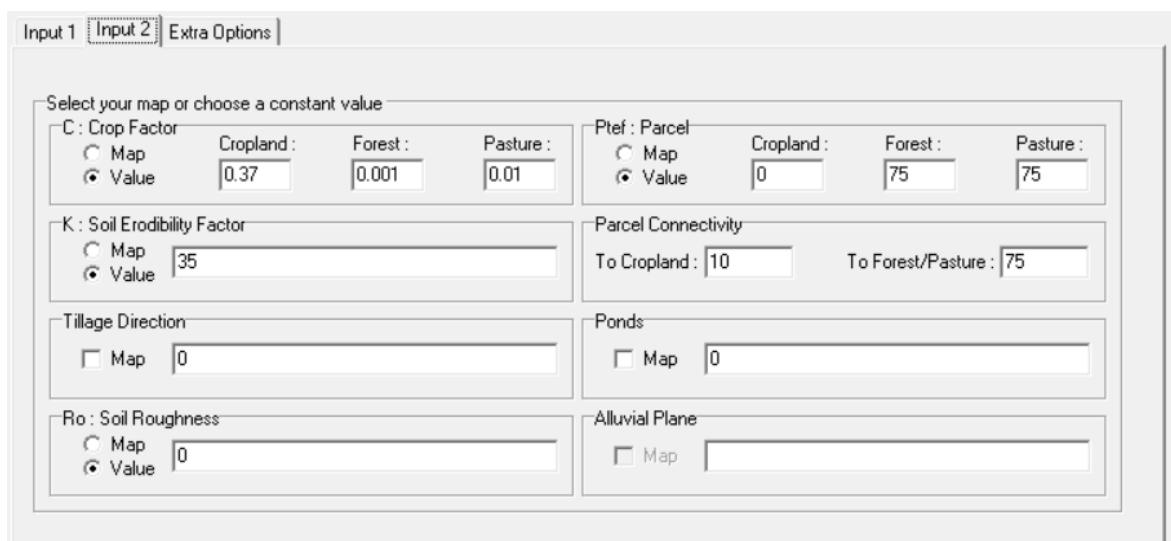 Input 1 Input 2 Extra Options
Select your map or choose a constant value
C : Crop Factor
Map
Value
Cropland : Forest : Pasture :
0.37 0.001 0.01
Ptef : Parcel
Map
Value
Cropland : Forest : Pasture :
0 75 75
K : Soil Erodibility Factor
Map
Value
35
Parcel Connectivity
To Cropland : 10 To Forest/Pasture : 75
Tillage Direction
Map 0
Ponds
Map 0
Ro : Soil Roughness
Map
Value
0
Alluvial Plane
Map